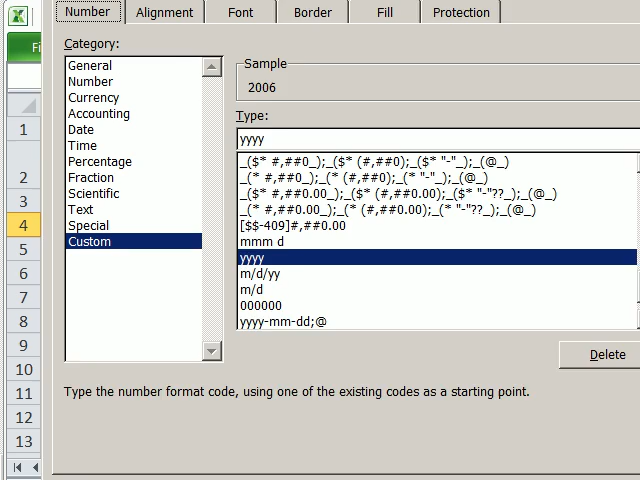 Number Alignment Font Border Fill Protection
Category:
General
Number
Currency
Accounting
Date
Time
Percentage
Fraction
Scientific
Text
Special
Custom
Sample
2006
Type:
yyyy
_($* #,##0_);_($* (#,##0);_($* "-"_);_(@_)
_(* #,##0_);_(* (#,##0);_(* "-"_);_(@_)
_($* #,##0.00_);_($* (#,##0.00);_($* "-"??_);_(@_)
_(* #,##0.00_);_(* (#,##0.00);_(* "-"??_);_(@_)
[$$-409]#,##0.00
mmm d
yyyy
m/d/yy
m/d
000000
yyyy-mm-dd;@
Delete
Type the number format code, using one of the existing codes as a starting point.
Fi
1
2
3
4
5
6
7
8
9
10
11
12
13